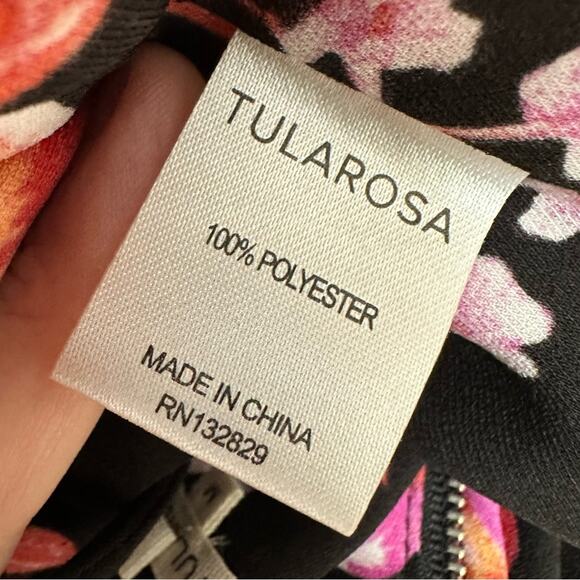 TULAROSA
100% POLYESTER
MADE IN CHINA
RN132829